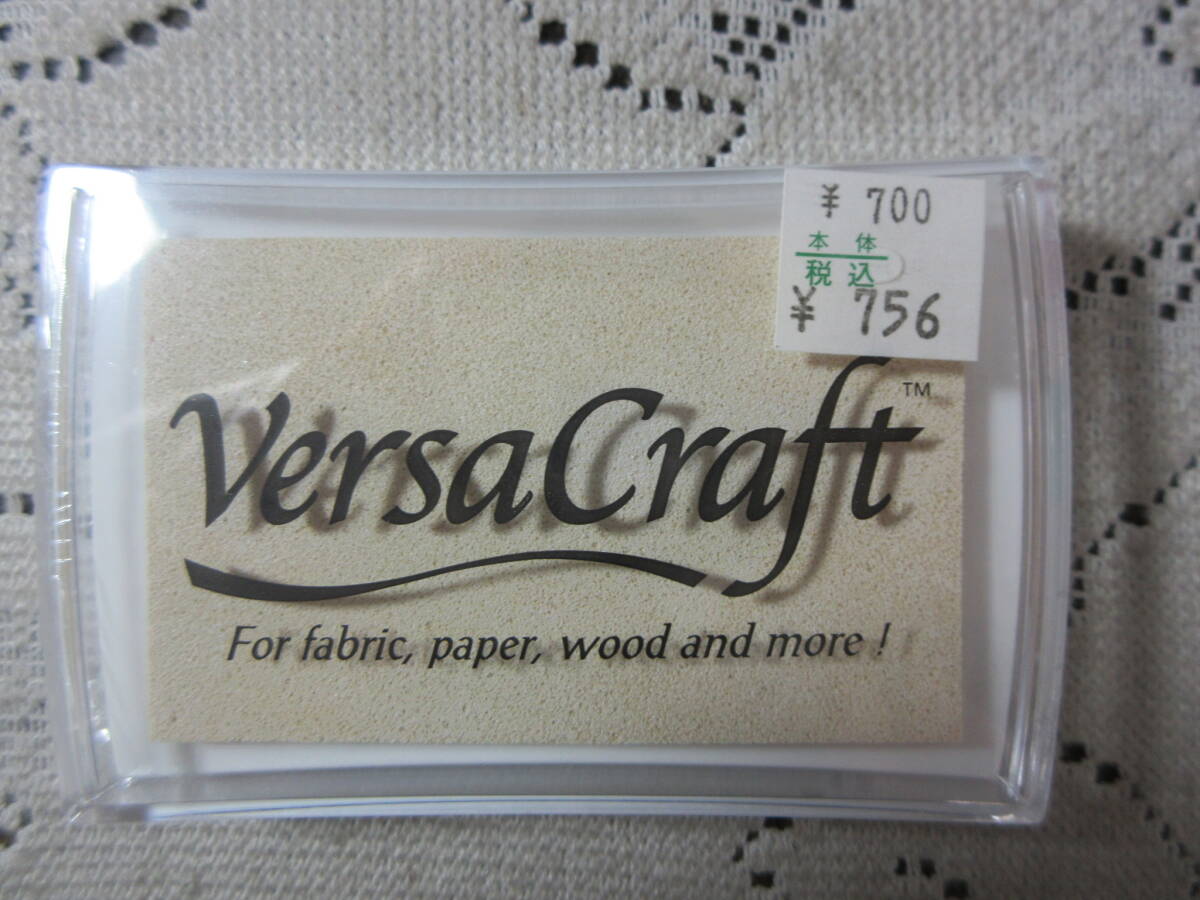 ¥ 700
本体
税込
¥ 756
VersaCraft™
For fabric, paper, wood and more !